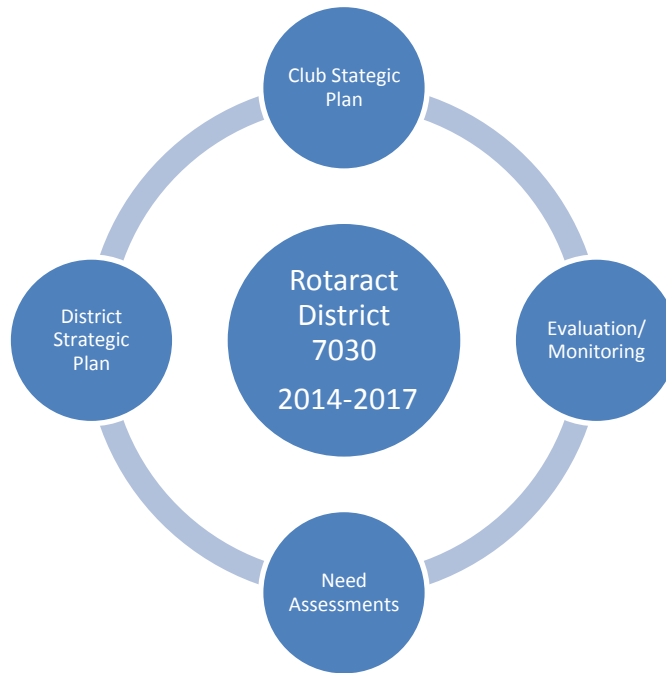 Club Stategic
Plan
Rotaract
District
7030
2014-2017
District
Strategic
Plan
Evaluation/
Monitoring
Need
Assessments